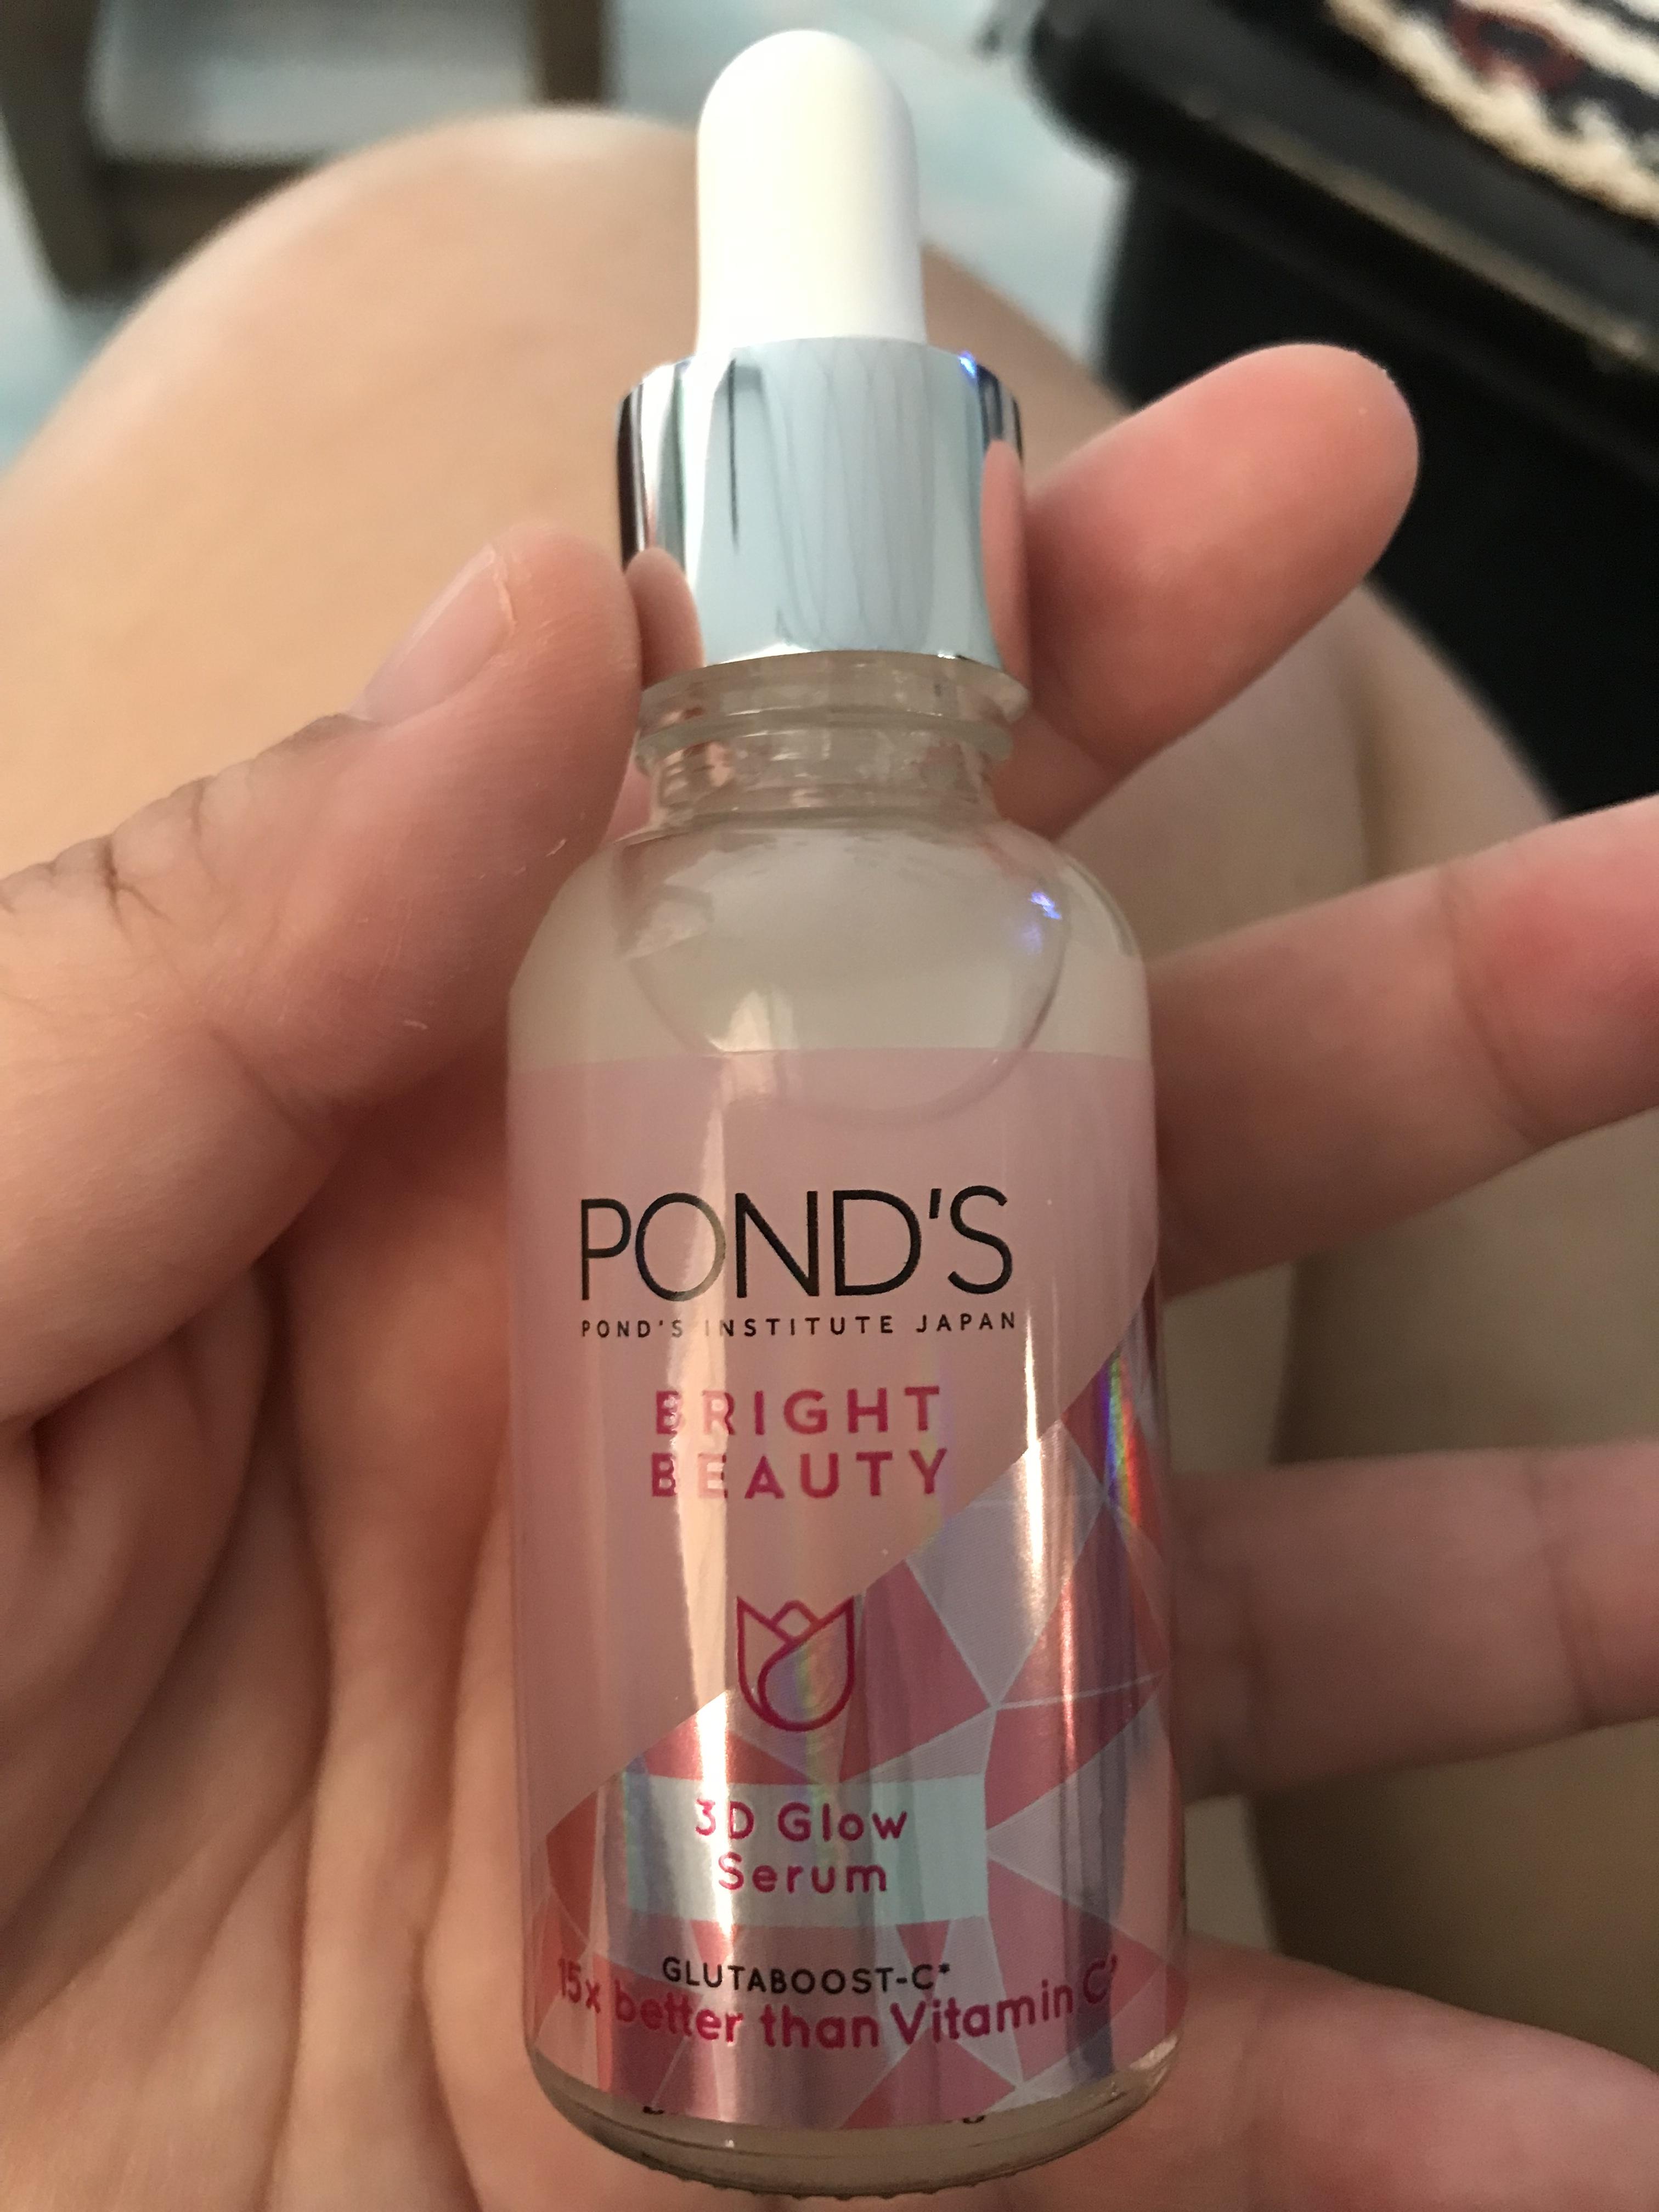 POND'S
POND'S INSTITUTE JAPAN
BRIGHT
BEAUTY
3D Glow
Serum
GLUTABOOST-C*
15x better than Vitamin C'